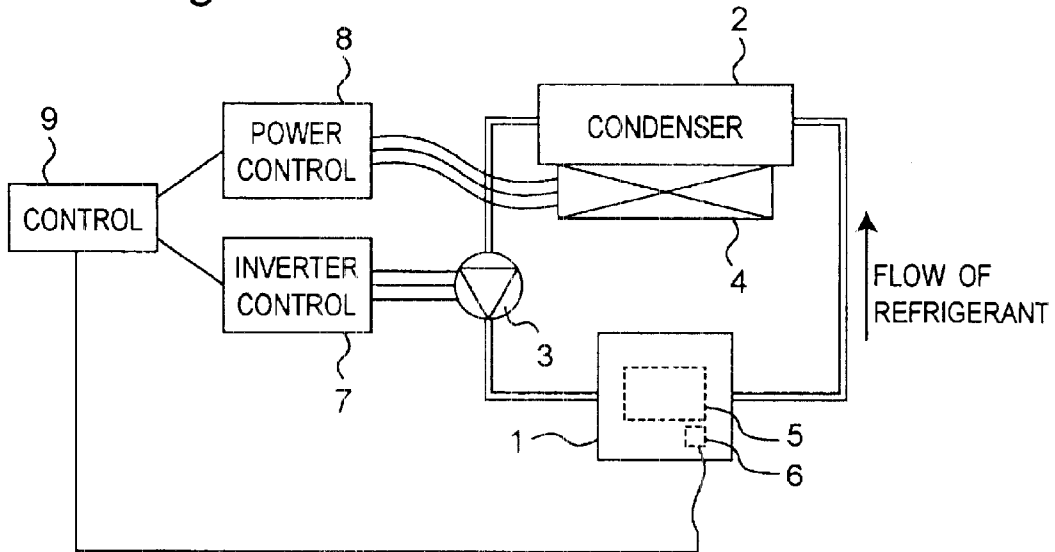 2
8
CONDENSER
9
POWER
CONTROL
CONTROL
4
INVERTER
CONTROL
FLOW OF
REFRIGERANT
3
7
5
1
6